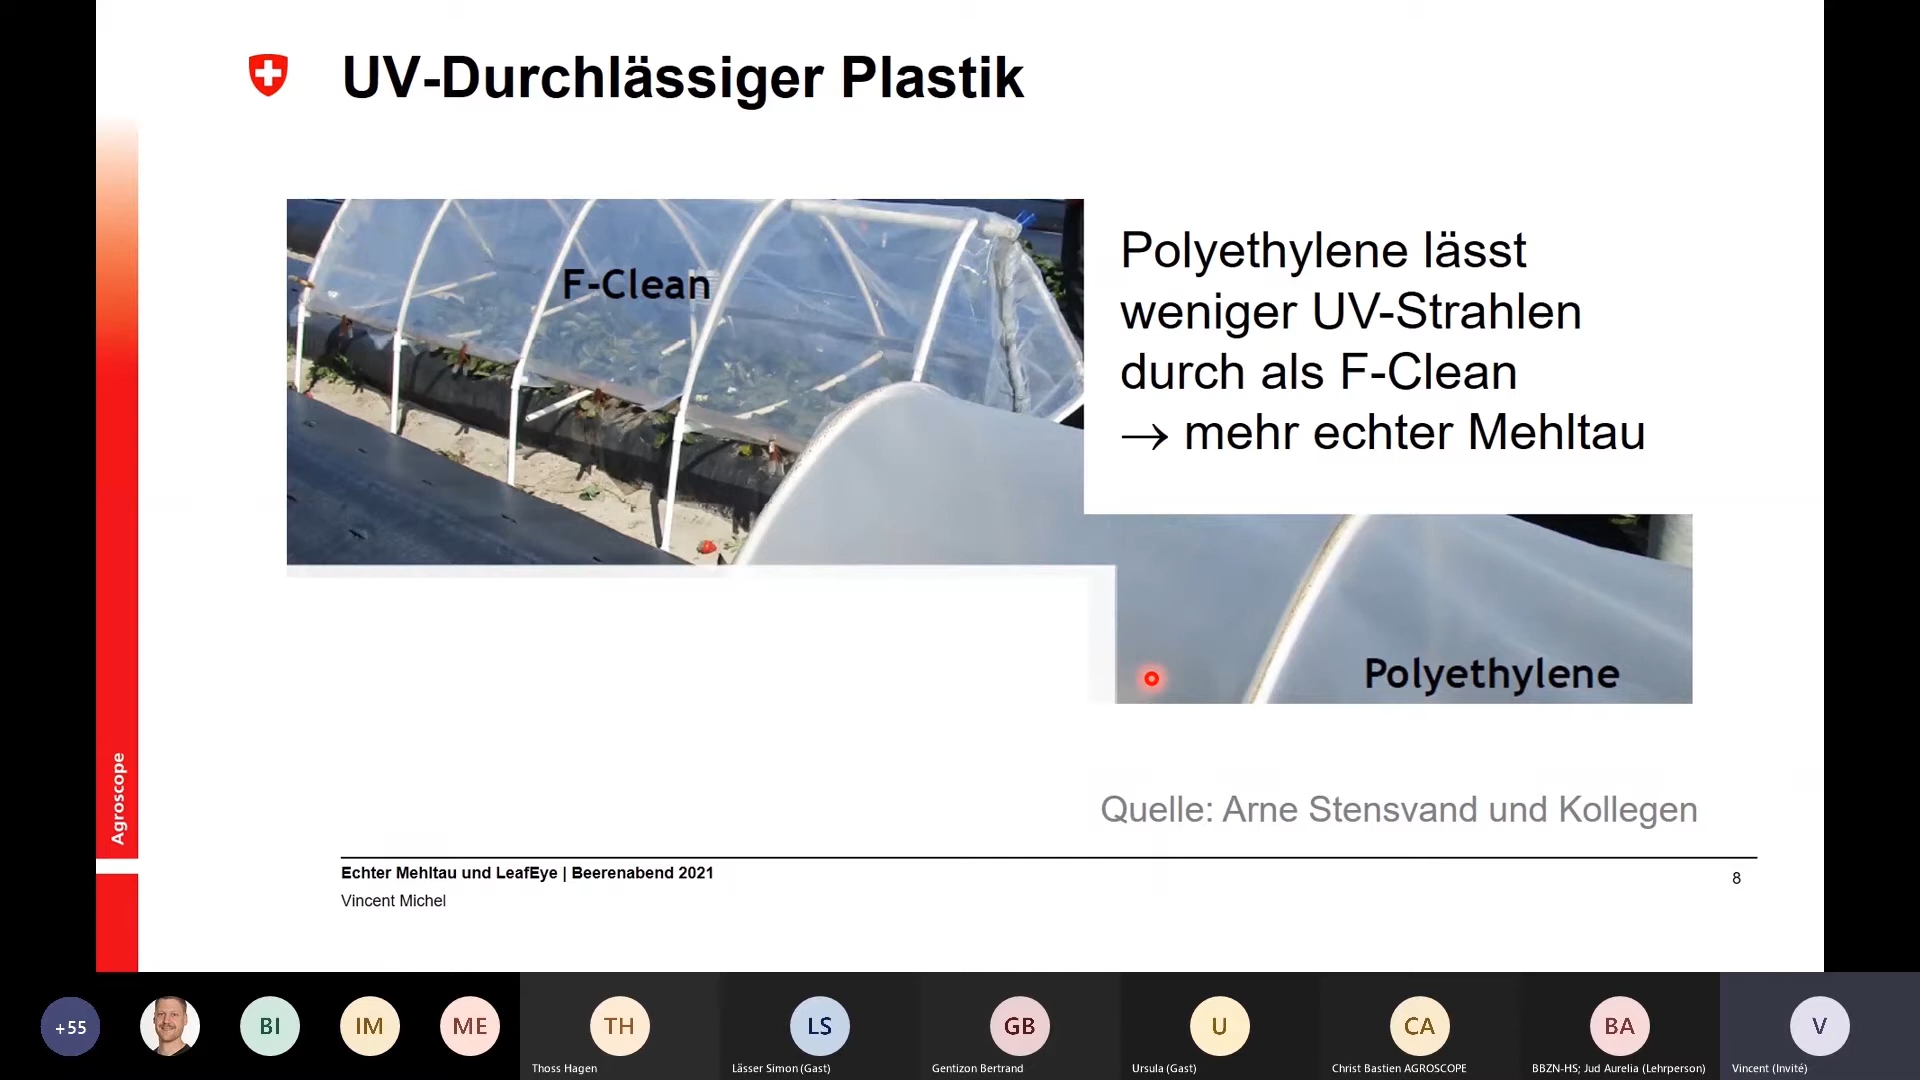 UV-Durchlässiger Plastik
F-Clean
Polyethylene lässt
weniger UV-Strahlen
durch als F-Clean
→ mehr echter Mehltau
Polyethylene
Agroscope
Quelle: Arne Stensvand und Kollegen
Echter Mehltau und LeafEye | Beerenabend 2021
8
Vincent Michel
+55
BI
IM
ME
TH
LS
GB
U
CA
BA
V
Thoss Hagen
Lässer Simon (Gast)
Gentizon Bertrand
Ursula (Gast)
Christ Bastien AGROSCOPE
BBZN-HS; Jud Aurelia (Lehrperson)
Vincent (Invité)